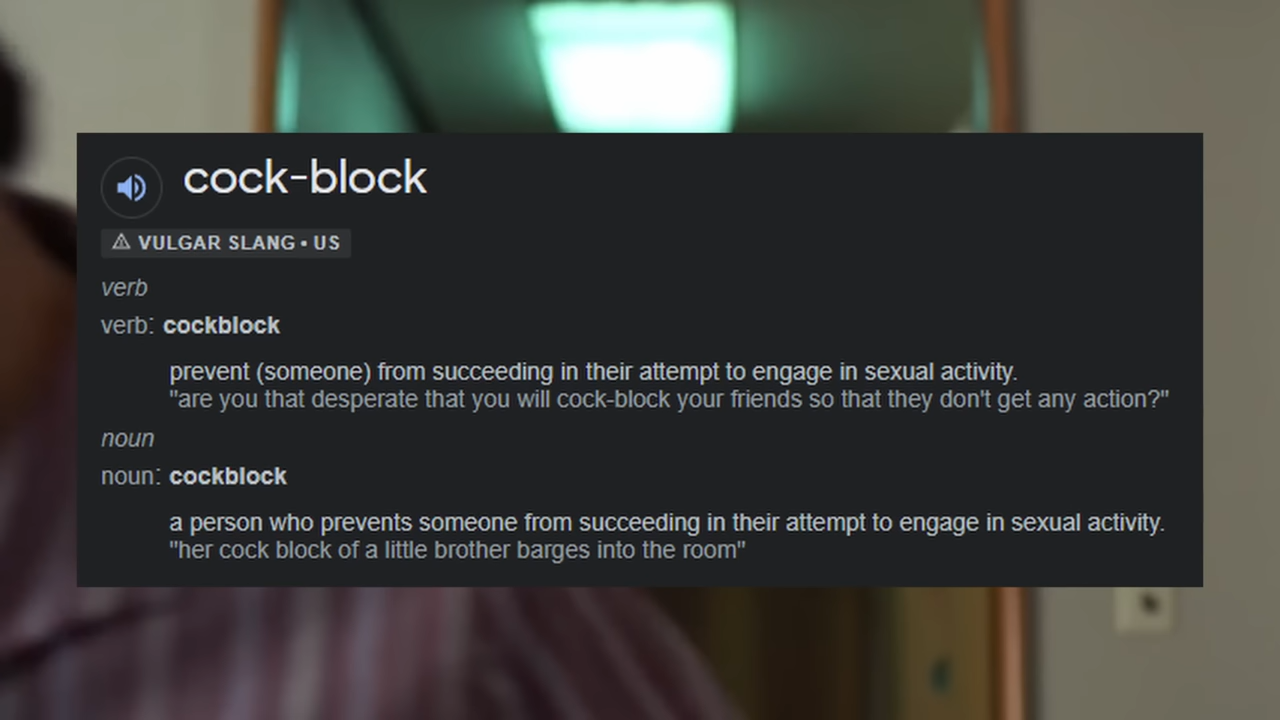 cock-block
VULGAR SLANG • US
verb
verb: cockblock
prevent (someone) from succeeding in their attempt to engage in sexual activity.
"are you that desperate that you will cock-block your friends so that they don't get any action?"
noun
noun: cockblock
a person who prevents someone from succeeding in their attempt to engage in sexual activity.
"her cock block of a little brother barges into the room"